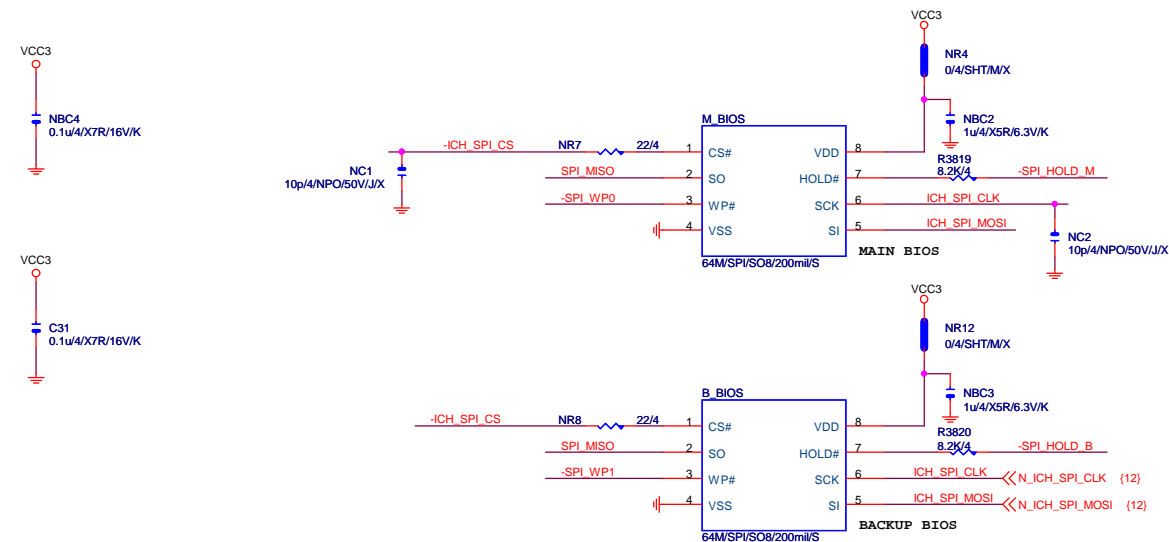 VCC3
NBC4
0.1u/4/X7R/16V/K
VCC3
C31
0.1u/4/X7R/16V/K
VCC3
NR4
0/4/SHT/M/X
NBC2
1u/4/X5R/6.3V/K
M_BIOS
-ICH_SPI_CS
NR7
22/4
1
CS#
VDD
8
NC1
10p/4/NPO/50V/J/X
SPI_MISO
2
SO
HOLD#
7
R3819
8.2K/4
-SPI_HOLD_M
-SPI_WP0
3
WP#
SCK
6
ICH_SPI_CLK
4
VSS
SI
5
ICH_SPI_MOSI
NC2
10p/4/NPO/50V/J/X
MAIN BIOS
64M/SPI/SO8/200mil/S
VCC3
NR12
0/4/SHT/M/X
NBC3
1u/4/X5R/6.3V/K
B_BIOS
-ICH_SPI_CS
NR8
22/4
1
CS#
VDD
8
SPI_MISO
2
SO
HOLD#
7
R3820
8.2K/4
-SPI_HOLD_B
-SPI_WP1
3
WP#
SCK
6
ICH_SPI_CLK
N_ICH_SPI_CLK {12}
4
VSS
SI
5
ICH_SPI_MOSI
N_ICH_SPI_MOSI {12}
BACKUP BIOS
64M/SPI/SO8/200mil/S